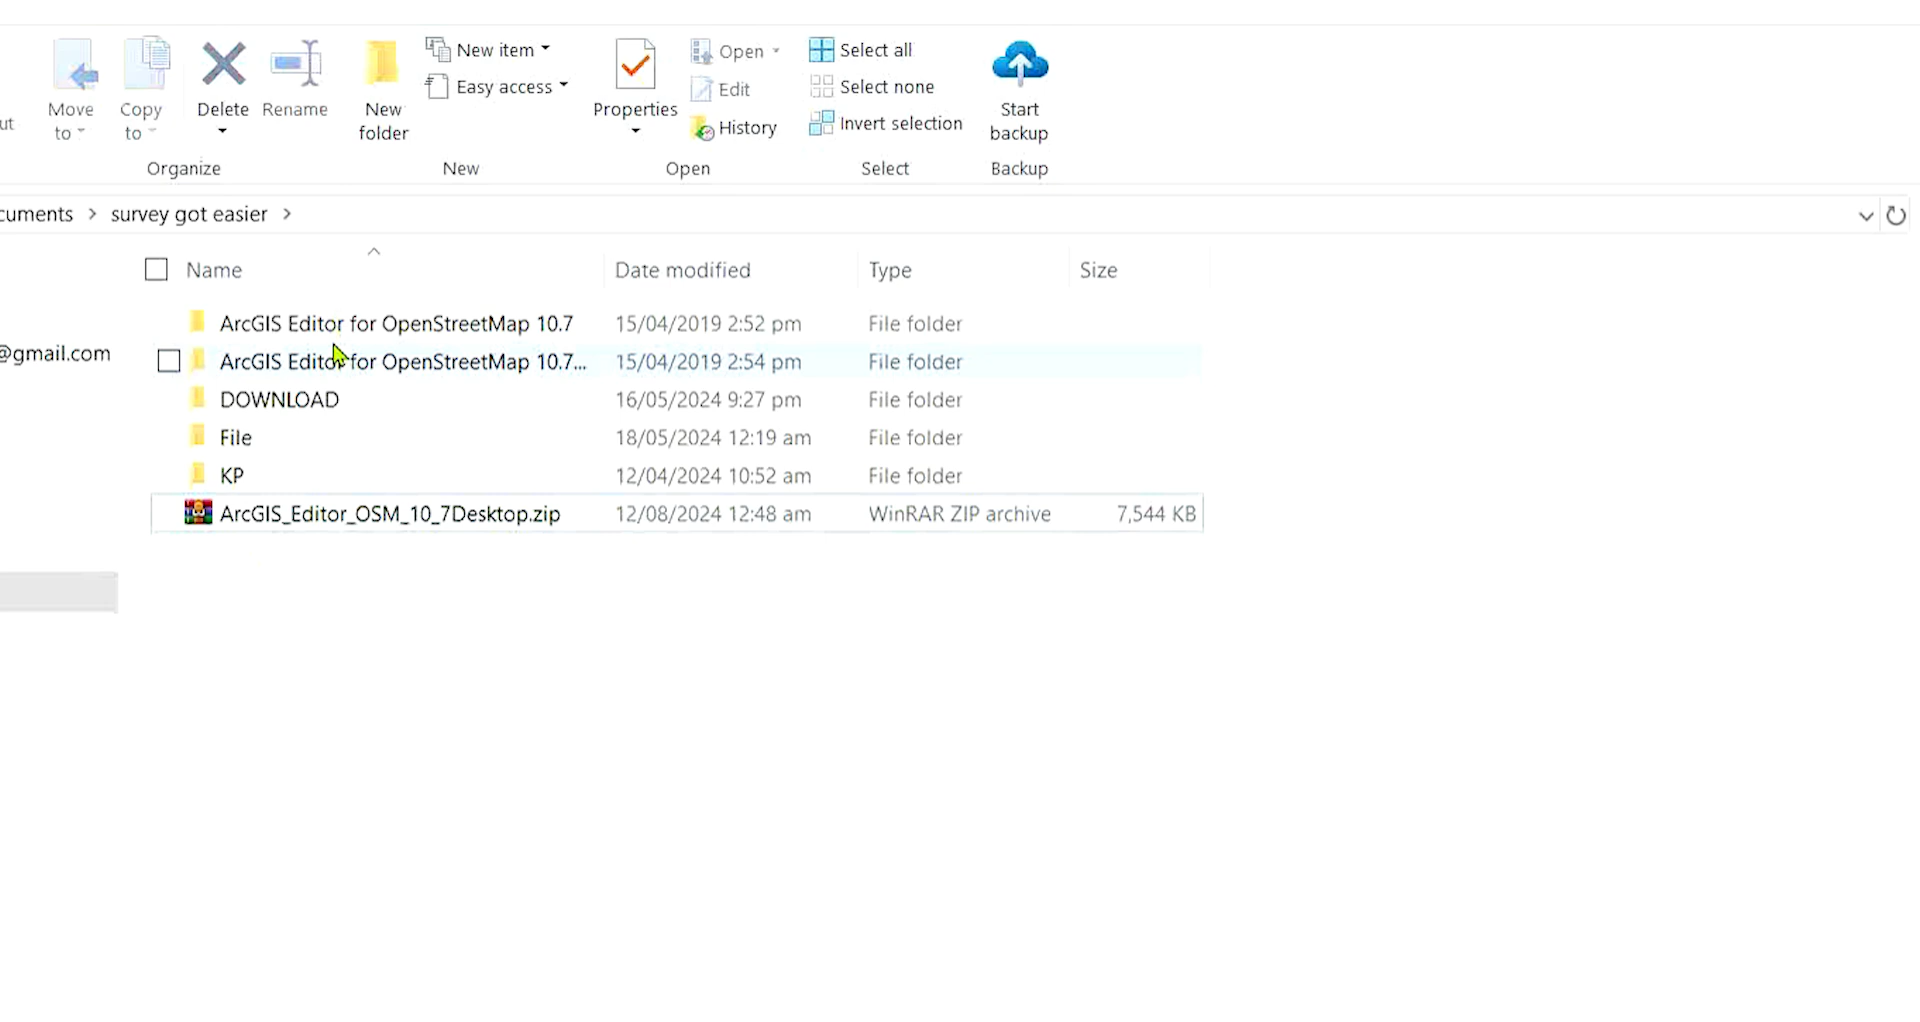 New item
Open
Select all
Easy access
Edit
Select none
ut
Move to
Copy to
Delete
Rename
New folder
Properties
History
Invert selection
Start backup
Organize
New
Open
Select
Backup
cuments > survey got easier >
Name Date modified Type Size
ArcGIS Editor for OpenStreetMap 10.7 15/04/2019 2:52 pm File folder
@gmail.com
ArcGIS Editor for OpenStreetMap 10.7... 15/04/2019 2:54 pm File folder
DOWNLOAD 16/05/2024 9:27 pm File folder
File 18/05/2024 12:19 am File folder
KP 12/04/2024 10:52 am File folder
ArcGIS_Editor_OSM_10_7Desktop.zip 12/08/2024 12:48 am WinRAR ZIP archive 7,544 KB